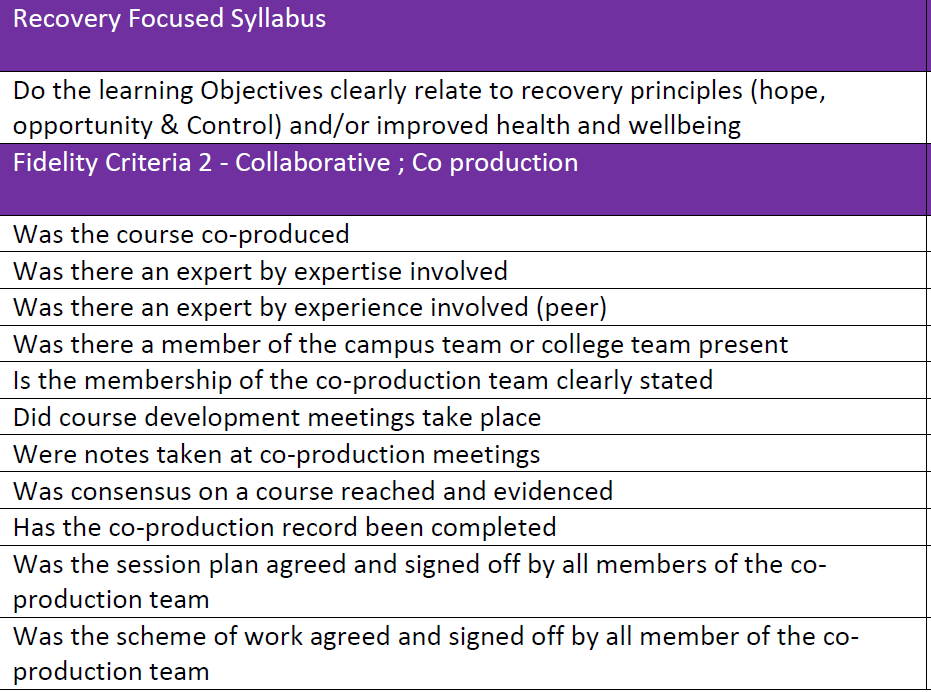 Recovery Focused Syllabus
Do the learning Objectives clearly relate to recovery principles (hope,
opportunity & Control) and/or improved health and wellbeing
Fidelity Criteria 2 - Collaborative ; Co production
Was the course co-produced
Was there an expert by expertise involved
Was there an expert by experience involved (peer)
Was there a member of the campus team or college team present
Is the membership of the co-production team clearly stated
Did course development meetings take place
Were notes taken at co-production meetings
Was consensus on a course reached and evidenced
Has the co-production record been completed
Was the session plan agreed and signed off by all members of the co-
production team
Was the scheme of work agreed and signed off by all member of the co-
production team